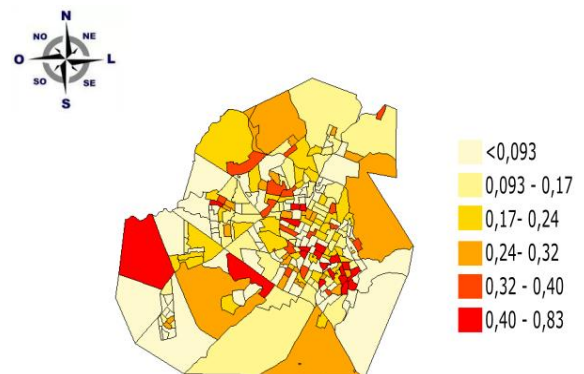 N
NO NE
O L
SO SE
S
<0,093
0,093 - 0,17
0,17- 0,24
0,24- 0,32
0,32 - 0,40
0,40 - 0,83